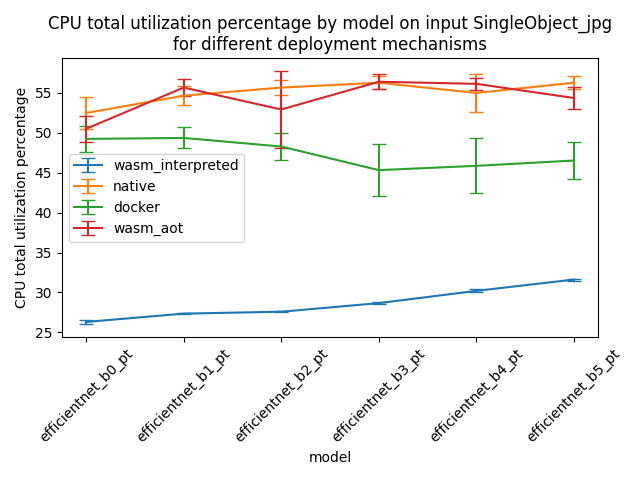 CPU total utilization percentage by model on input SingleObject_jpg
for different deployment mechanisms
CPU total utilization percentage
55
50
45
40
35
30
25
wasm_interpreted
native
docker
wasm_aot
efficientnet_b0_pt
efficientnet_b1_pt
efficientnet_b2_pt
efficientnet_b3_pt
efficientnet_b4_pt
efficientnet_b5_pt
model